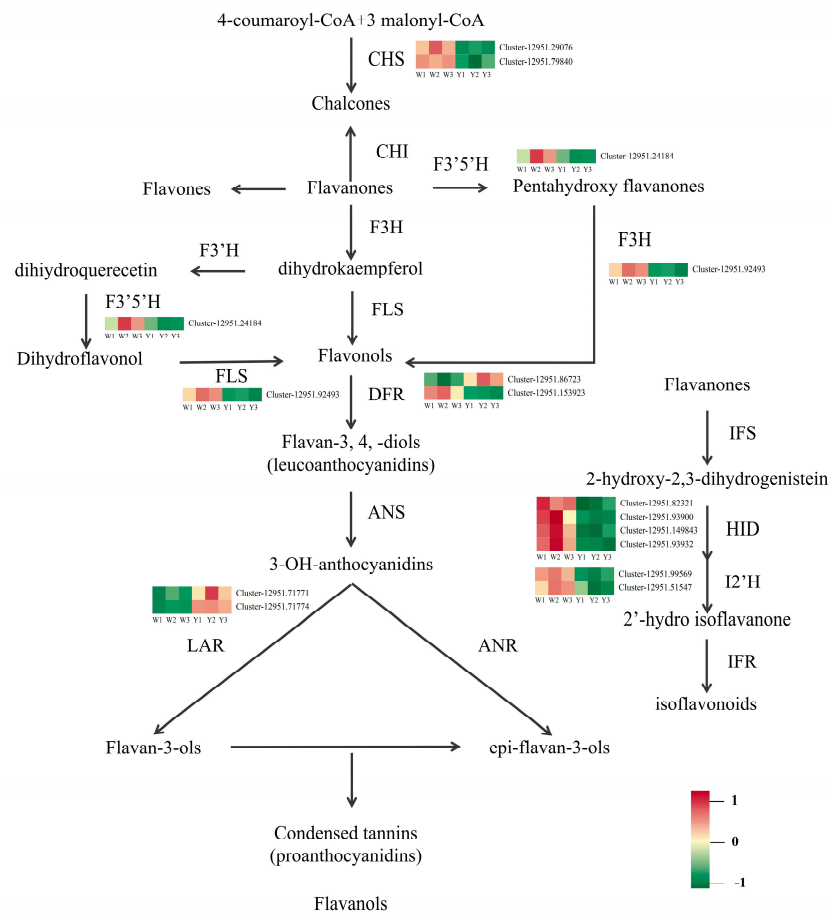 4-coumaroyl-CoA+3 malonyl-CoA
CHS
Cluster-12951.29076
Cluster-12951.79840
W1 W2 W3 Y1 Y2 Y3
Chalcones
CHI
F3'5'H
Cluster-12951.24184
W1 W2 W3 Y1 Y2 Y3
Flavones
Flavanones
Pentahydroxy flavanones
F3H
F3H
F3'H
dihiydroquerecetin
dihydrokaempferol
Cluster-12951.92493
W1 W2 W3 Y1 Y2 Y3
F3'5'H
Cluster-12951.24184
W1 W2 W3 Y1 Y2 Y3
FLS
Dihydroflavonol
Flavonols
FLS
Cluster-12951.92493
W1 W2 W3 Y1 Y2 Y3
DFR
Cluster-12951.86723
Cluster-12951.153923
W1 W2 W3 Y1 Y2 Y3
Flavanones
IFS
Flavan-3, 4, -diols
(leucoanthocyanidins)
2-hydroxy-2,3-dihydrogenistein
ANS
Cluster-12951.82321
Cluster-12951.93900
Cluster-12951.149843
Cluster-12951.93932
W1 W2 W3 Y1 Y2 Y3
HID
3-OH-anthocyanidins
Cluster-12951.99569
Cluster-12951.51547
W1 W2 W3 Y1 Y2 Y3
I2'H
Cluster-12951.71771
Cluster-12951.71774
W1 W2 W3 Y1 Y2 Y3
2'-hydro isoflavanone
LAR
ANR
IFR
isoflavonoids
Flavan-3-ols
cpi-flavan-3-ols
1
0
-1
Condensed tannins
(proanthocyanidins)
Flavanols